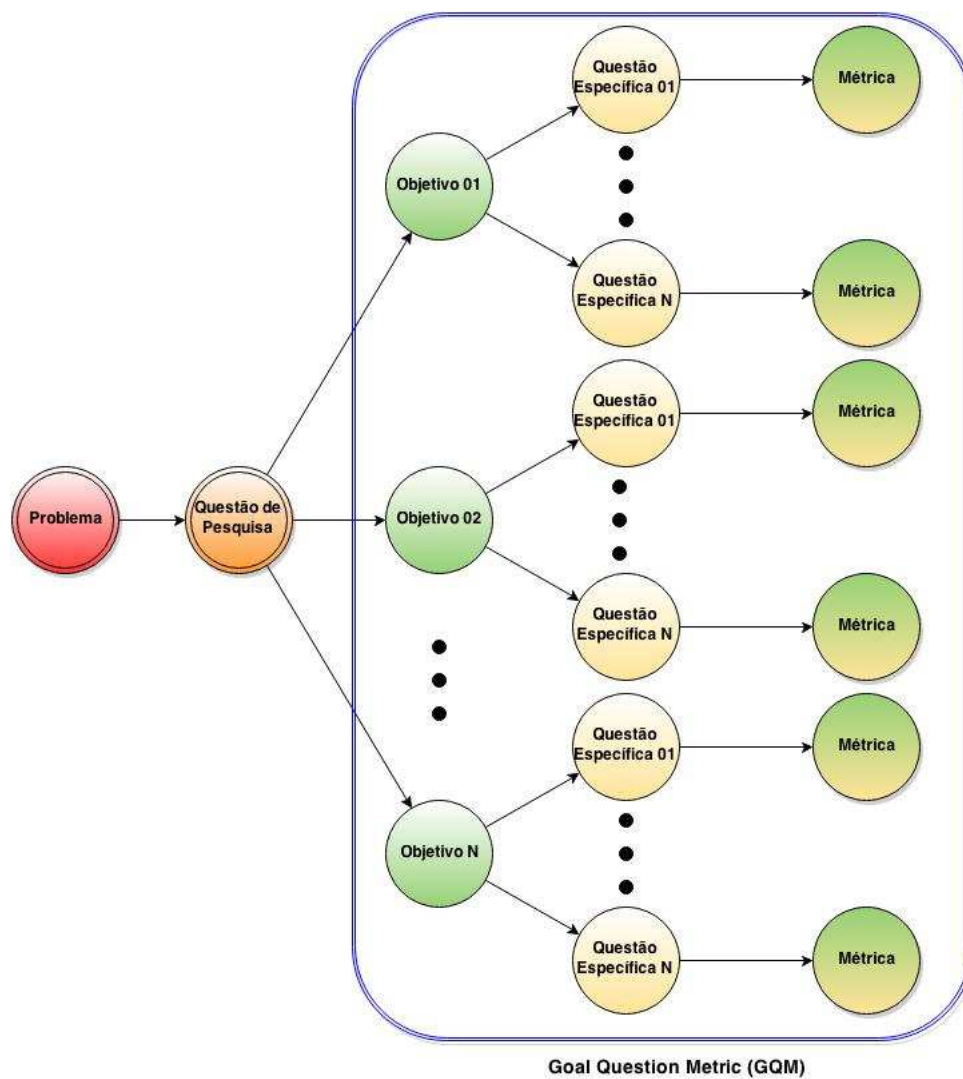 Problema
Questão de
Pesquisa
Objetivo 01
Questão
Específica 01
Métrica
Questão
Específica N
Métrica
Objetivo 02
Questão
Específica 01
Métrica
Questão
Específica N
Métrica
Objetivo N
Questão
Específica 01
Métrica
Questão
Específica N
Métrica
Goal Question Metric (GQM)